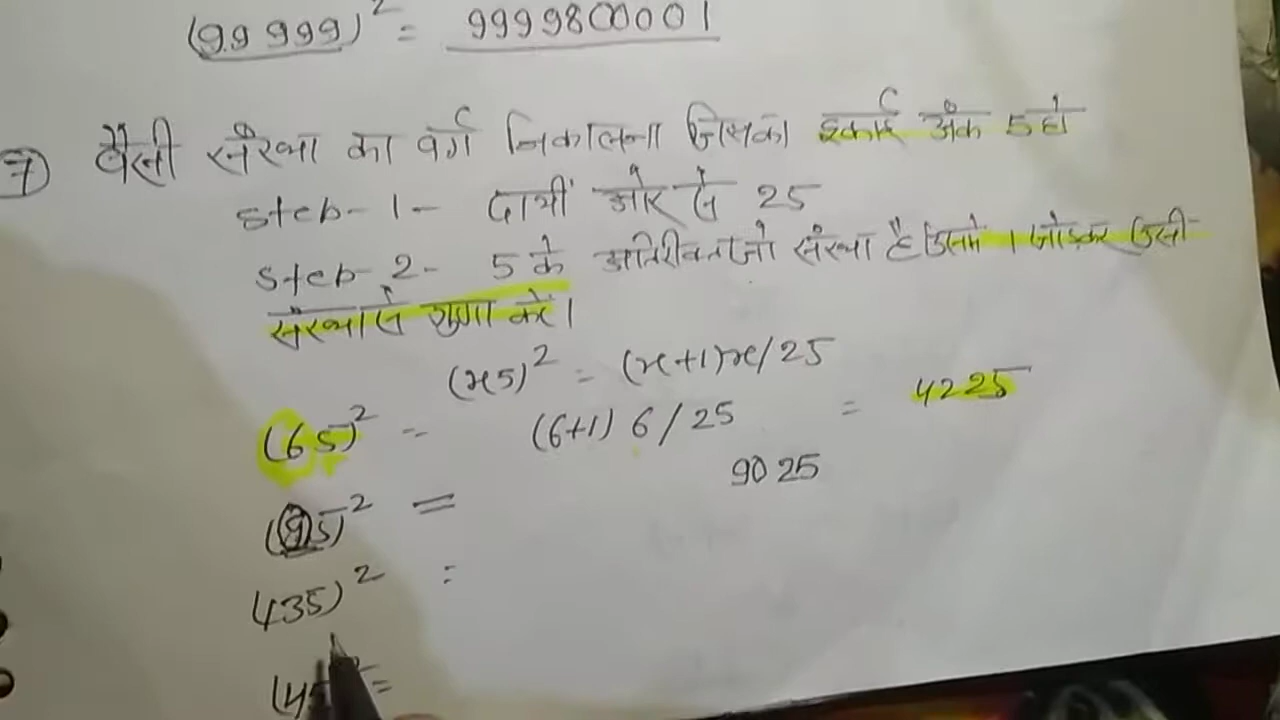 (99999)² = 9999800001
7 वैसी संख्या का वर्ग निकालना जिसका इकाई अंक 5 हो
Step-1- दायीं ओर से 25
Step-2- 5 के अतिरिक्त जो संख्या है उसमें 1 जोड़कर उसी
संख्या से गुणा करें।
(x5)² = (x+1)x/25
(65)² = (6+1) 6/25 = 4225
(95)² = 9025
(435)² =